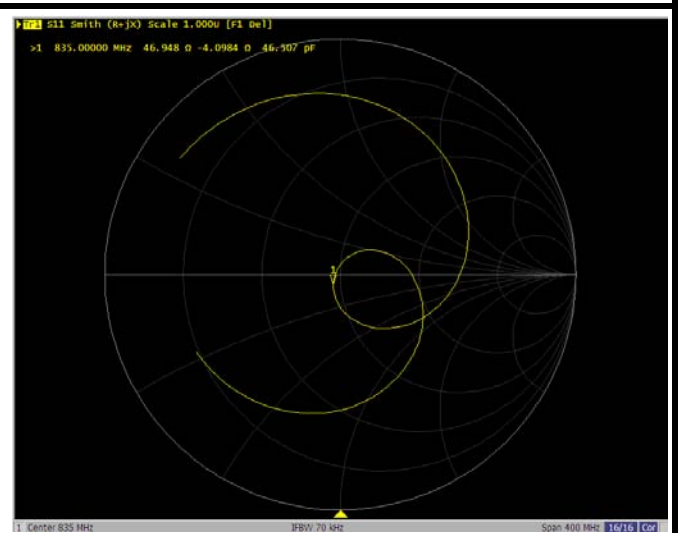 Tr1 S11 Smith (R+jX) Scale 1.000U [F1 Del]
>1 835.00000 MHz 46.948 Ω -4.0984 Ω 46.507 pF
1
1 Center 835 MHz IFBW 70 kHz Span 400 MHz 16/16 Cor